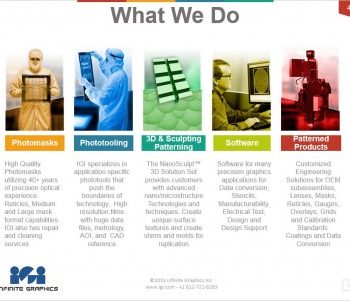 What We Do
4
Photomasks
High Quality
Photomasks
utilizing 40+ years
of precision optical
experience
Reticles, Medium
and Large mask
format capabilities
IGI also has repair
and cleaning
services
Phototooling
IGI specializes in
application specific
phototools that
push the
boundaries of
technology. High
resolution films
with huge data
files, metrology,
AOI, and CAD
reference
3D & Sculpting
Patterning
The NanoSculpt™
3D Solution Set
provides
customers with
advanced
nano/microstructure
Technologies and
techniques. Create
unique surface
textures and create
shims and molds for
replication
Software
Software for many
precision graphics
applications for
Data conversion,
Stencils,
Manufacturability,
Electrical Test,
Design and
Design Support
Patterned
Products
Customized
Engineering
Solutions for OEM
subassemblies,
Lenses, Masks,
Reticles, Gauges,
Overlays, Grids
and Calibration
Standards.
Coatings and Data
Conversion
IGI
INFINITE GRAPHICS
©2015 Infinite Graphics Inc.
www.igi.com - +1 612-721-6283